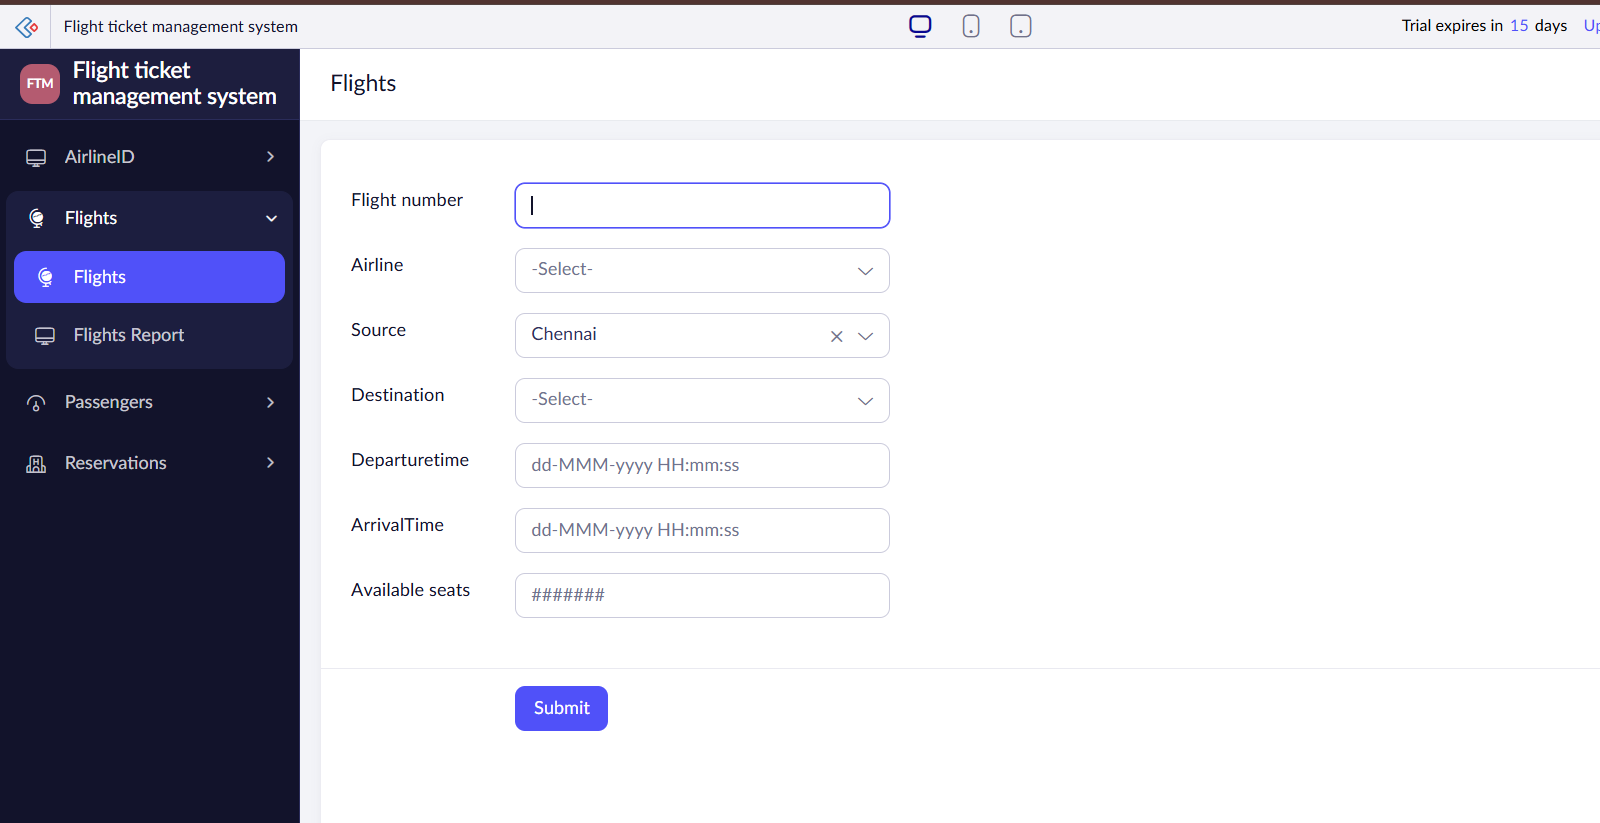 Flight ticket management system
Trial expires in 15 days
FTM
Flight ticket
management system
Flights
AirlineID
Flights
Flights
Flights Report
Passengers
Reservations
Flight number
Airline
-Select-
Source
Chennai
Destination
-Select-
Departuretime
dd-MMM-yyyy HH:mm:ss
ArrivalTime
dd-MMM-yyyy HH:mm:ss
Available seats
#######
Submit